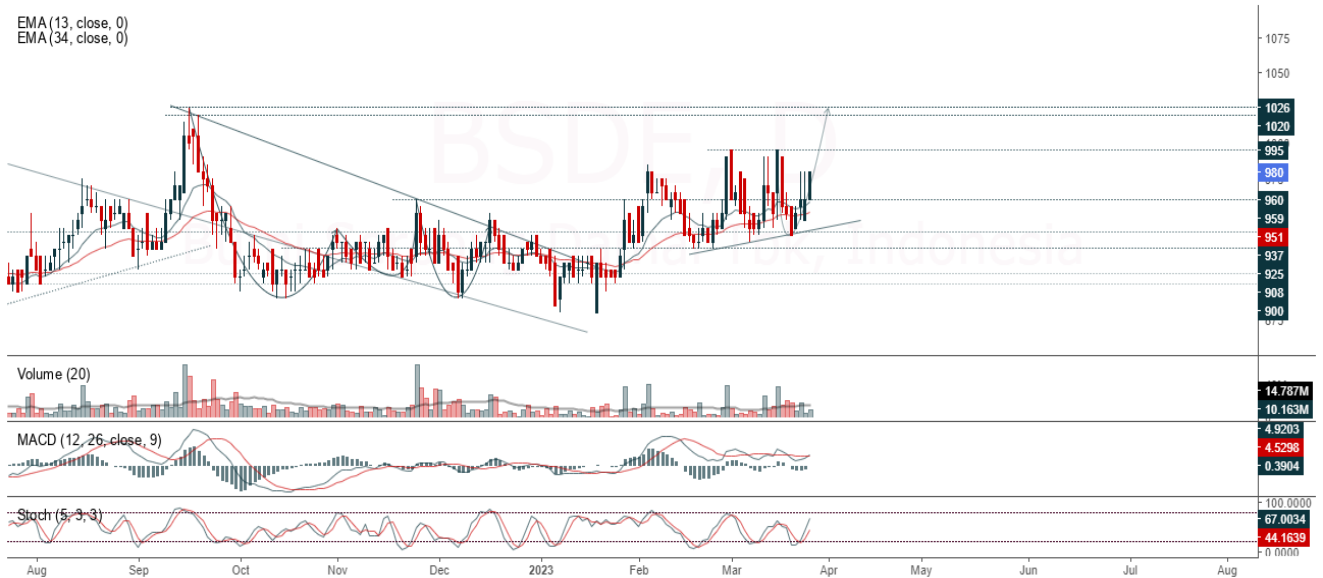 EMA (13, close, 0)
EMA (34, close, 0)
BSDE, D
1075
1050
1026
1020
995
980
960
959
951
937
925
908
900
Volume (20)
14.787M
10.163M
MACD (12, 26, close, 9)
4.9203
4.5298
0.3904
Stoch (5, 3, 3)
100.0000
67.0034
44.1639
0.0000
Aug Sep Oct Nov Dec 2023 Feb Mar Apr May Jun Jul Aug